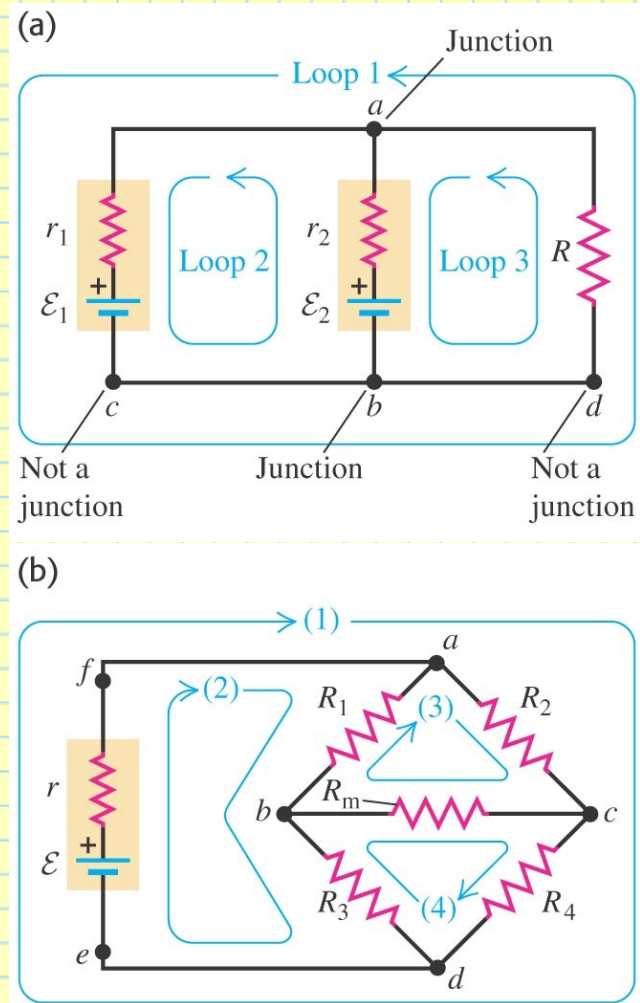 (a)
Junction
Loop 1
a
r₁
Loop 2
r₂
Loop 3
R
+
ℰ₁
+
ℰ₂
c
b
d
Not a
junction
Junction
Not a
junction
(b)
(1)
a
f
(2)
R₁
(3)
R₂
r
Rₘ
b
c
+
ℰ
R₃
(4)
R₄
e
d